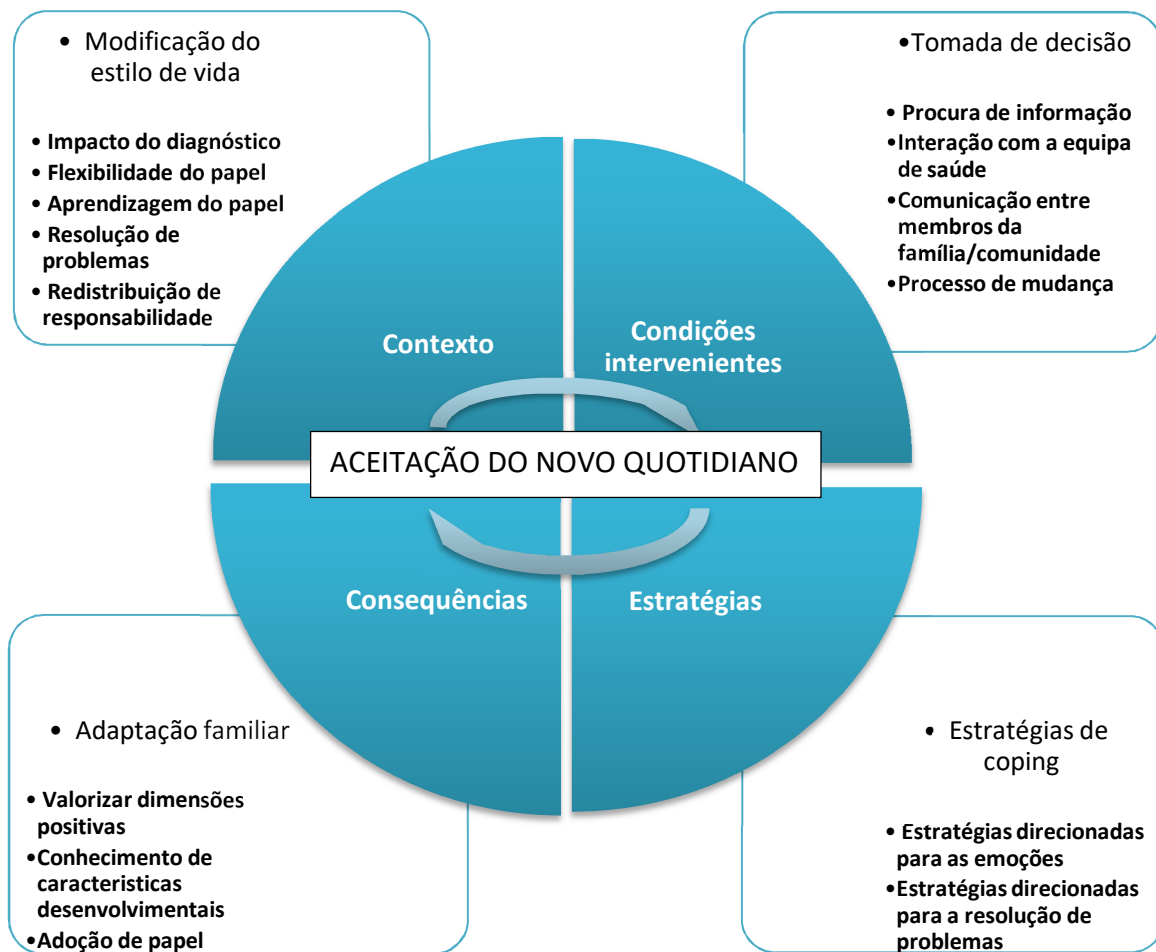 • Modificação do
estilo de vida
• Impacto do diagnóstico
• Flexibilidade do papel
• Aprendizagem do papel
• Resolução de
problemas
• Redistribuição de
responsabilidade
•Tomada de decisão
• Procura de informação
•Interação com a equipa
de saúde
•Comunicação entre
membros da
família/comunidade
•Processo de mudança
Contexto
Condições
intervenientes
ACEITAÇÃO DO NOVO QUOTIDIANO
Consequências
Estratégias
• Adaptação familiar
• Valorizar dimensões
positivas
•Conhecimento de
caracteristicas
desenvolvimentais
•Adoção de papel
• Estratégias de
coping
• Estratégias direcionadas
para as emoções
•Estratégias direcionadas
para a resolução de
problemas